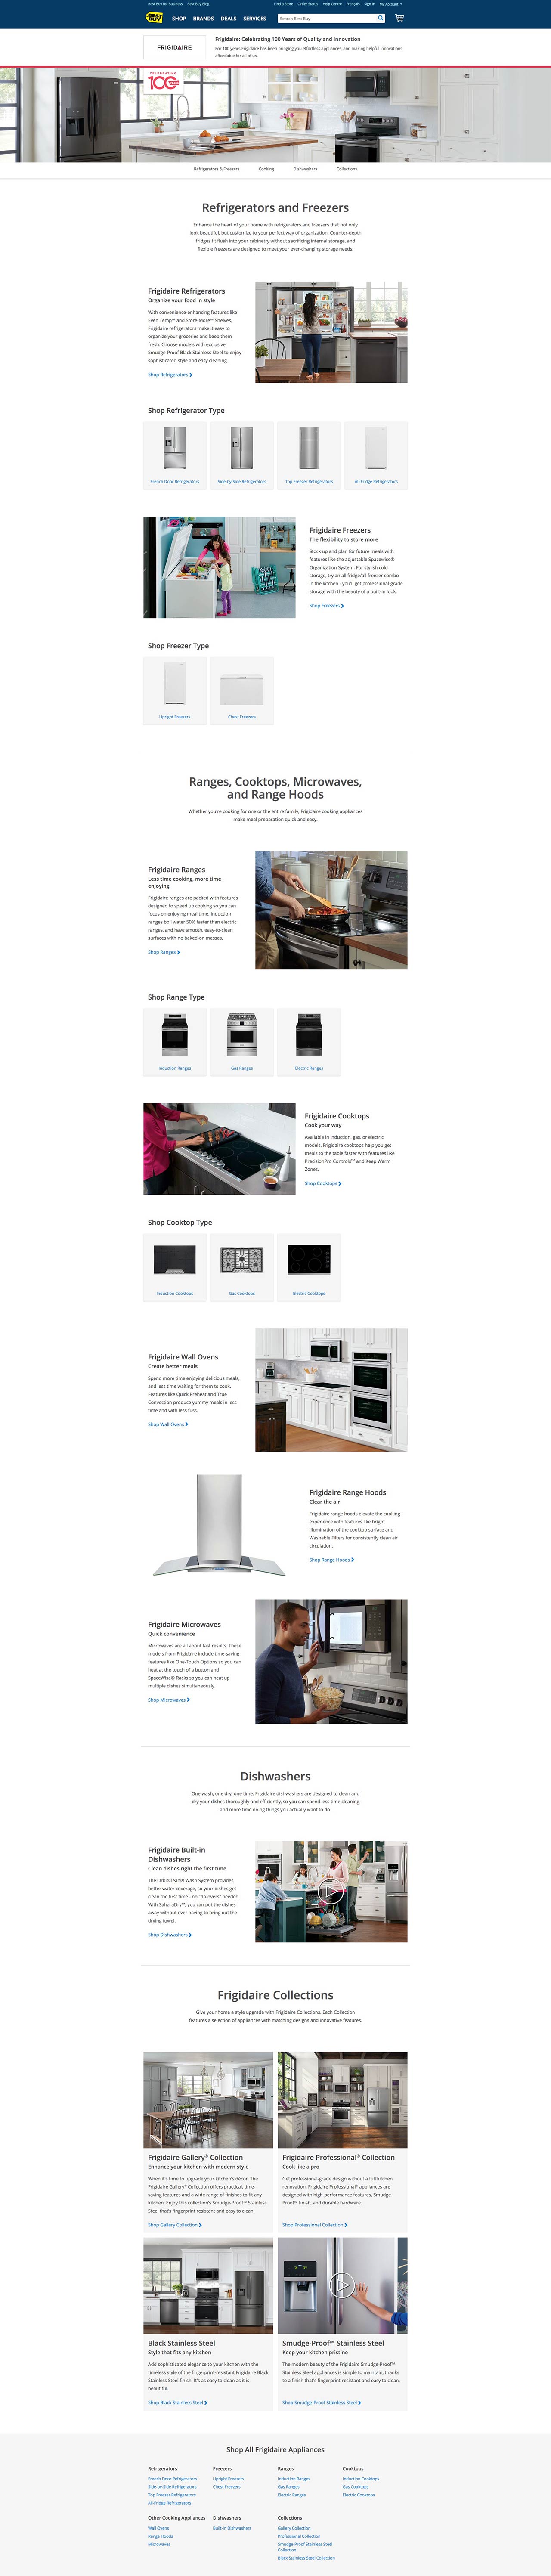 Best Buy for Business Best Buy Blog Find a Store Order Status Help Centre Français Sign In My Account
BEST BUY SHOP BRANDS DEALS SERVICES Search Best Buy
FRIGIDAIRE
Frigidaire: Celebrating 100 Years of Quality and Innovation
For 100 years Frigidaire has been bringing you effortless appliances, and making helpful innovations
affordable for all of us.
CELEBRATING
100
Refrigerators & Freezers Cooking Dishwashers Collections
Refrigerators and Freezers
Enhance the heart of your home with refrigerators and freezers that not only
look beautiful, but customize to your perfect way of organization. Counter-depth
fridges fit flush into your cabinetry without sacrificing internal storage, and
flexible freezers are designed to meet your ever-changing storage needs.
Frigidaire Refrigerators
Organize your food in style
With convenience-enhancing features like
Even Temp™ and Store-More™ Shelves,
Frigidaire refrigerators make it easy to
organize your groceries and keep them
fresh. Choose models with exclusive
Smudge-Proof Black Stainless Steel to enjoy
sophisticated style and easy cleaning.
Shop Refrigerators
Shop Refrigerator Type
French Door Refrigerators Side-by-Side Refrigerators Top Freezer Refrigerators All-Fridge Refrigerators
Frigidaire Freezers
The flexibility to store more
Stock up and plan for future meals with
features like the adjustable Spacewise®
Organization System. For stylish cold
storage, try an all fridge/all freezer combo
in the kitchen - you'll get professional-grade
storage with the beauty of a built-in look.
Shop Freezers
Shop Freezer Type
Upright Freezers Chest Freezers
Ranges, Cooktops, Microwaves,
and Range Hoods
Whether you're cooking for one or the entire family, Frigidaire cooking appliances
make meal preparation quick and easy.
Frigidaire Ranges
Less time cooking, more time
enjoying
Frigidaire ranges are packed with features
designed to speed up cooking so you can
focus on enjoying meal time. Induction
ranges boil water 50% faster than electric
ranges, and have smooth, easy-to-clean
surfaces with no baked-on messes.
Shop Ranges
Shop Range Type
Induction Ranges Gas Ranges Electric Ranges
Frigidaire Cooktops
Cook your way
Available in induction, gas, or electric
models, Frigidaire cooktops help you get
meals to the table faster with features like
PrecisionPro Controls™ and Keep Warm
Zones.
Shop Cooktops
Shop Cooktop Type
Induction Cooktops Gas Cooktops Electric Cooktops
Frigidaire Wall Ovens
Create better meals
Spend more time enjoying delicious meals,
and less time waiting for them to cook.
Features like Quick Preheat and True
Convection produce yummy meals in less
time and with less fuss.
Shop Wall Ovens
Frigidaire Range Hoods
Clear the air
Frigidaire range hoods elevate the cooking
experience with features like bright
illumination of the cooktop surface and
Washable Filters for consistently clean air
circulation.
Shop Range Hoods
Frigidaire Microwaves
Quick convenience
Microwaves are all about fast results. These
models from Frigidaire include time-saving
features like One-Touch Options so you can
heat at the touch of a button and
SpaceWise® Racks so you can heat up
multiple dishes simultaneously.
Shop Microwaves
Dishwashers
One wash, one dry, one time. Frigidaire dishwashers are designed to clean and
dry your dishes thoroughly and efficiently, so you can spend less time cleaning
and more time doing things you actually want to do.
Frigidaire Built-in
Dishwashers
Clean dishes right the first time
The OrbitClean® Wash System provides
better water coverage, so your dishes get
clean the first time - no "do-overs" needed.
With SaharaDry™, you can put the dishes
away without ever having to bring out the
drying towel.
Shop Dishwashers
Frigidaire Collections
Give your home a style upgrade with Frigidaire Collections. Each Collection
features a selection of appliances with matching designs and innovative features.
Frigidaire Gallery® Collection
Enhance your kitchen with modern style
When it's time to upgrade your kitchen's décor, The
Frigidaire Gallery® Collection offers practical, time-
saving features and a wide range of finishes to fit any
kitchen. Enjoy this collection's Smudge-Proof™ Stainless
Steel that's fingerprint resistant and easy to clean.
Shop Gallery Collection
Frigidaire Professional® Collection
Cook like a pro
Get professional-grade design without a full kitchen
renovation. Frigidaire Professional® appliances are
designed with high-performance features, Smudge-
Proof™ finish, and durable hardware.
Shop Professional Collection
Black Stainless Steel
Style that fits any kitchen
Add sophisticated elegance to your kitchen with the
timeless style of the fingerprint-resistant Frigidaire Black
Stainless Steel finish. It's as easy to clean as it is
beautiful.
Shop Black Stainless Steel
Smudge-Proof™ Stainless Steel
Keep your kitchen pristine
The modern beauty of the Frigidaire Smudge-Proof™
Stainless Steel appliances is simple to maintain, thanks
to a finish that's fingerprint-resistant and easy to clean.
Shop Smudge-Proof Stainless Steel
Shop All Frigidaire Appliances
Refrigerators Freezers Ranges Cooktops
French Door Refrigerators Upright Freezers Induction Ranges Induction Cooktops
Side-by-Side Refrigerators Chest Freezers Gas Ranges Gas Cooktops
Top Freezer Refrigerators Electric Ranges Electric Cooktops
All-Fridge Refrigerators
Other Cooking Appliances Dishwashers Collections
Wall Ovens Built-In Dishwashers Gallery Collection
Range Hoods Professional Collection
Microwaves Smudge-Proof Stainless Steel
Collection
Black Stainless Steel Collection